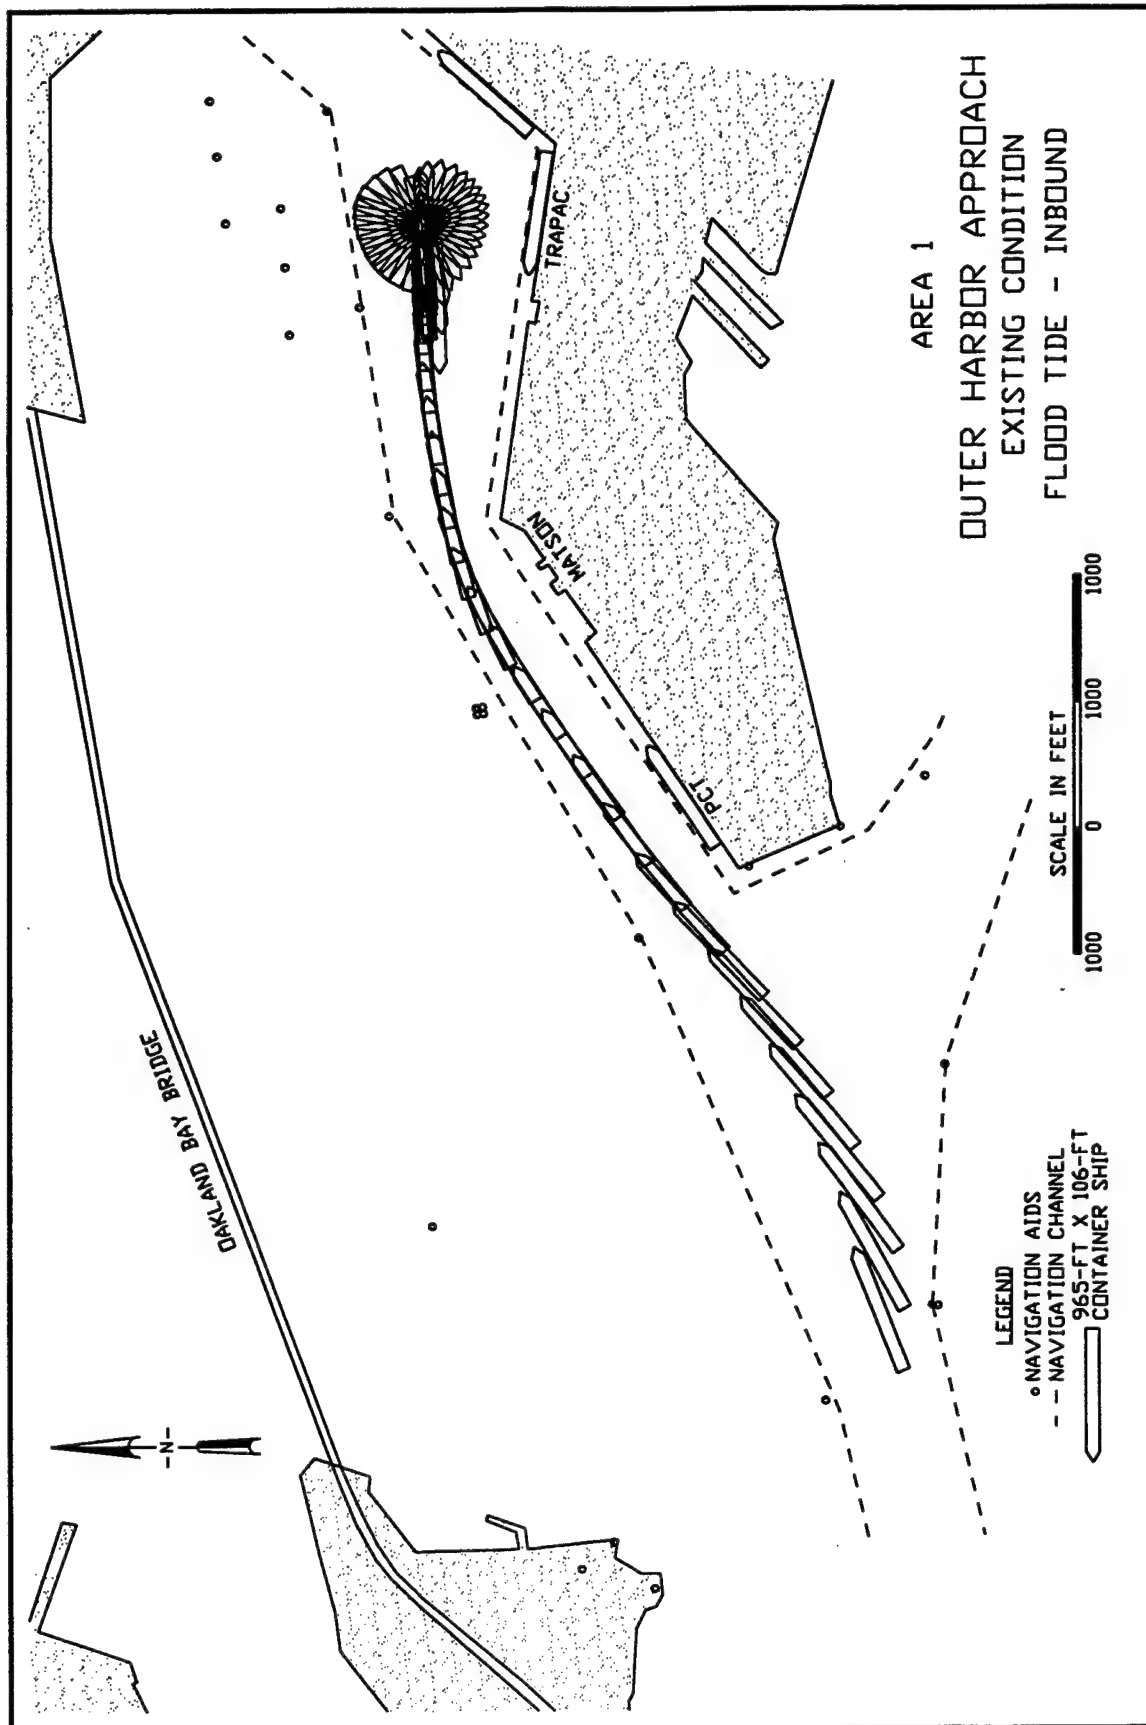 AREA 1
OUTER HARBOR APPROACH
EXISTING CONDITION
FLOOD TIDE - INBOUND
OAKLAND BAY BRIDGE
TRAPAC
MATSON
PCT
-N-
SCALE IN FEET
1000 0 1000 1000
LEGEND
NAVIGATION AIDS
NAVIGATION CHANNEL
965-FT X 106-FT
CONTAINER SHIP